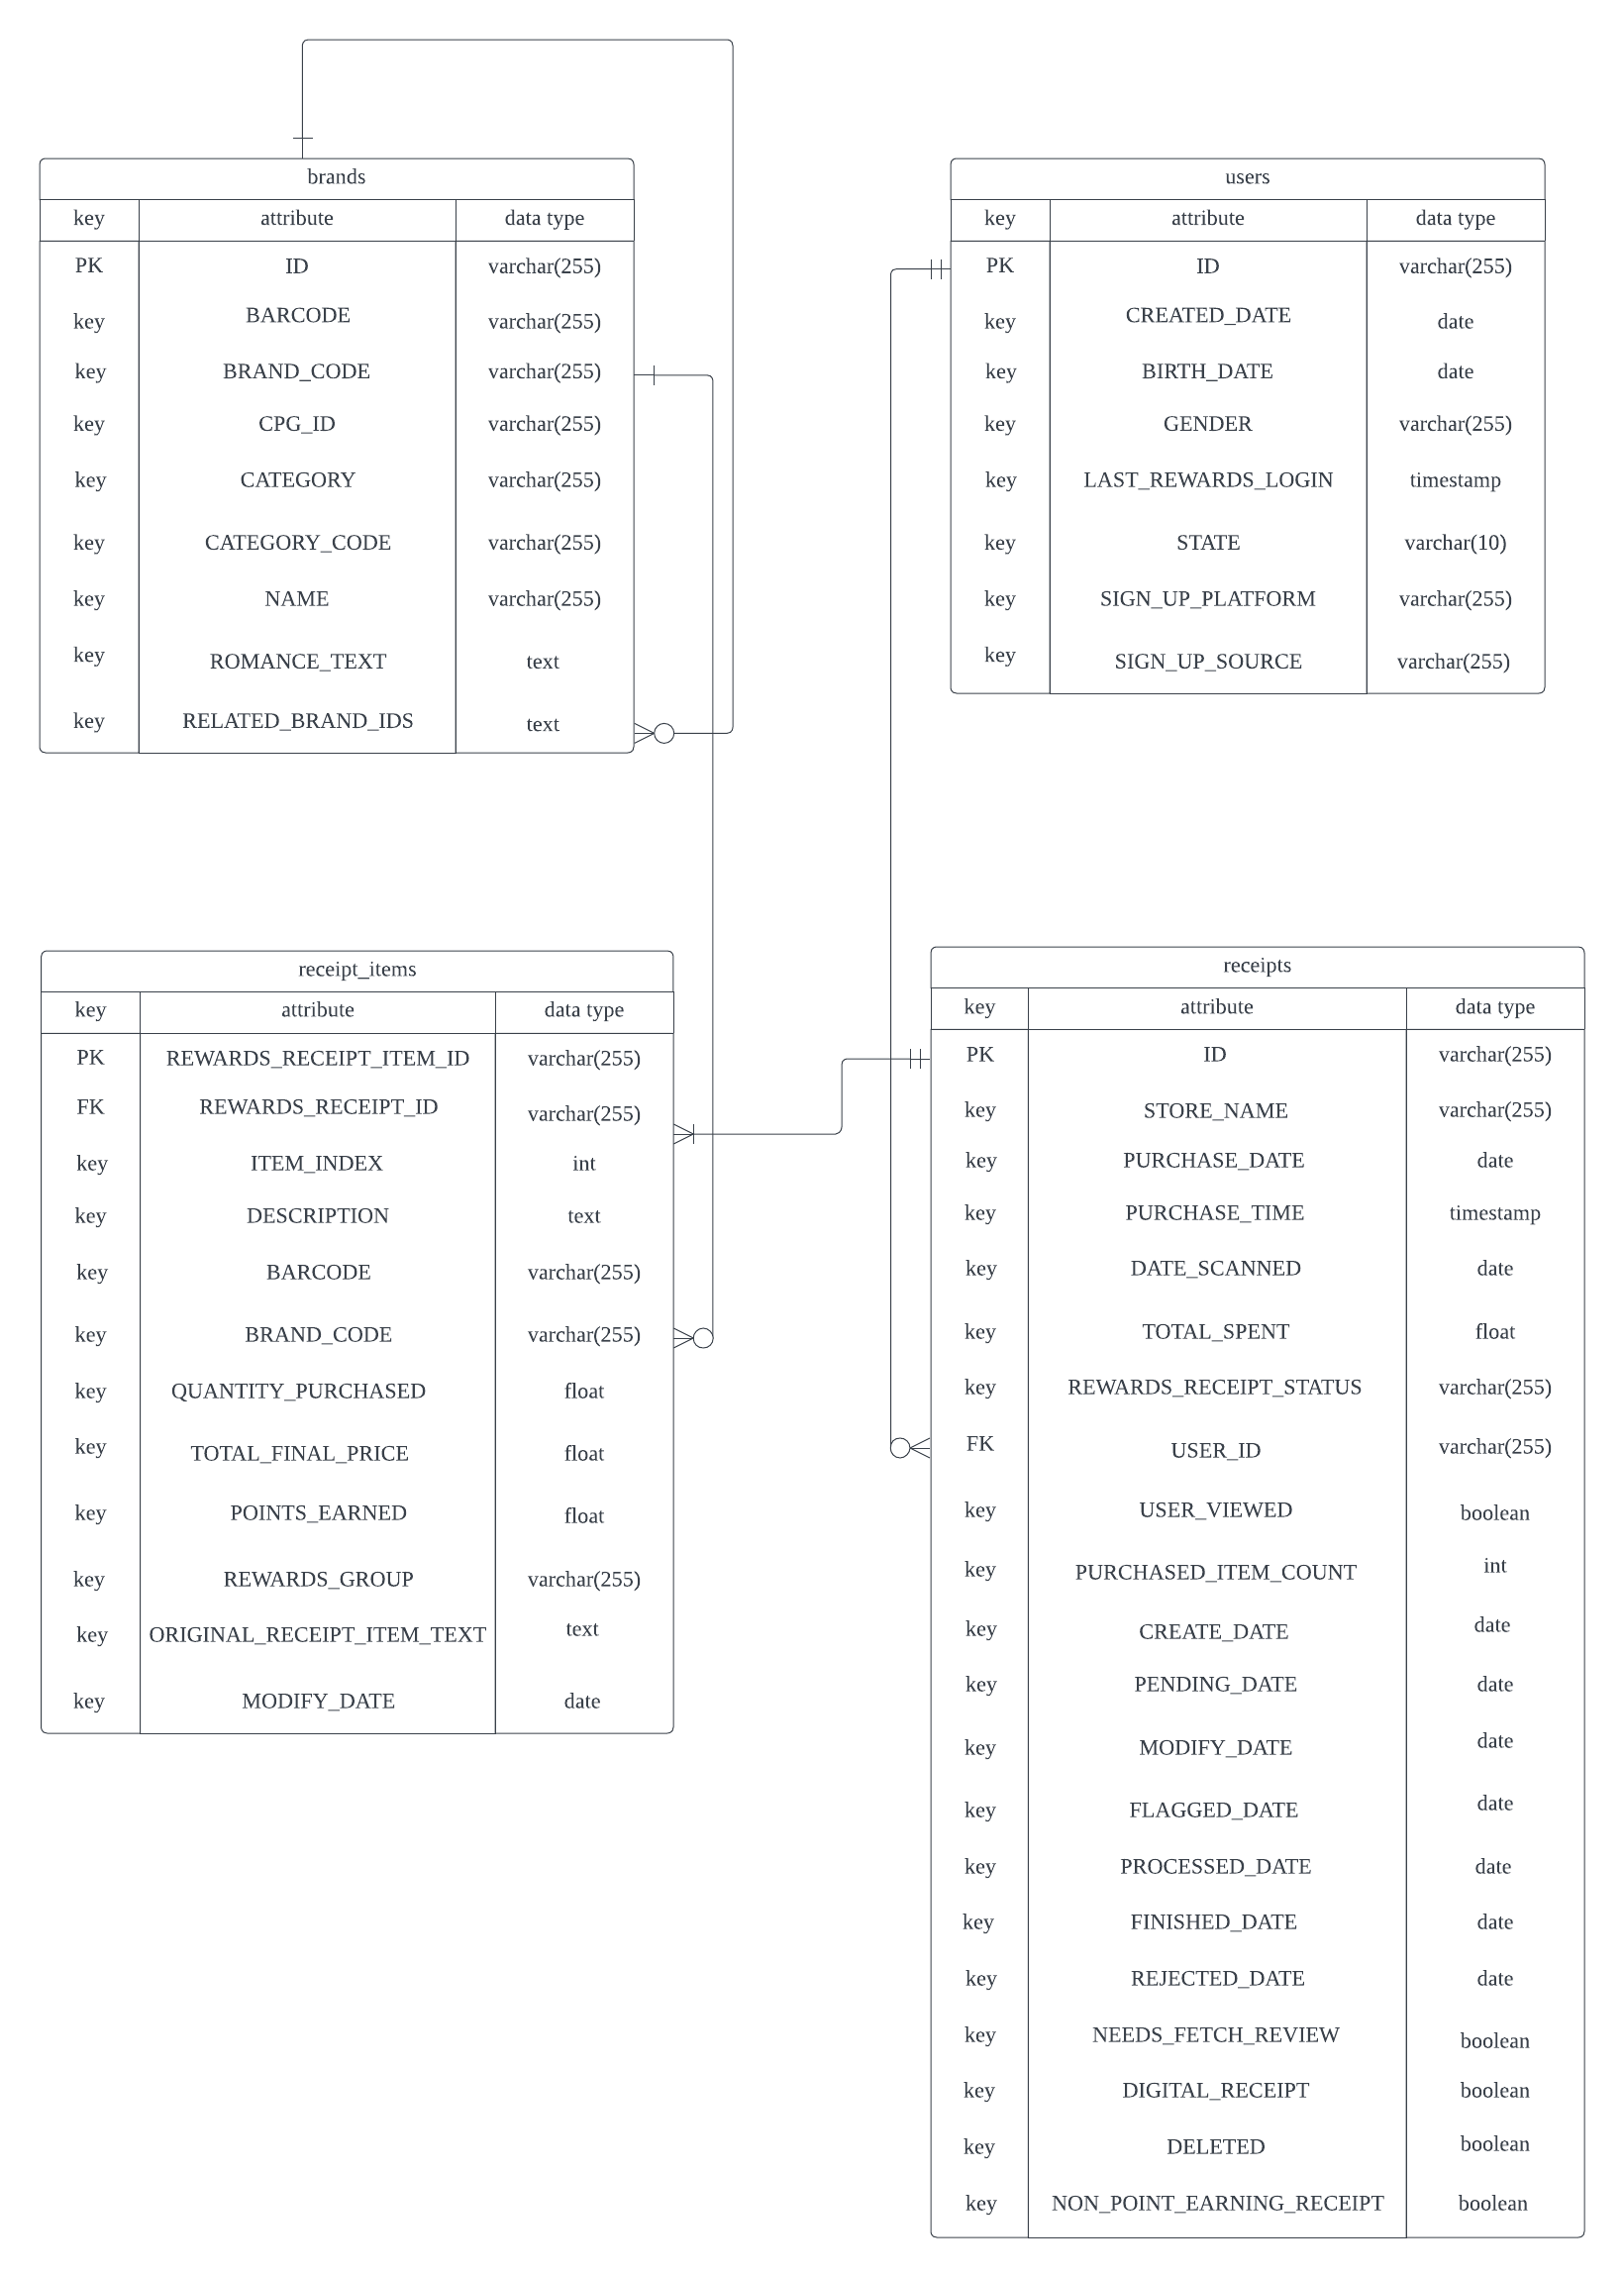 brands
key attribute data type
PK ID varchar(255)
key BARCODE varchar(255)
key BRAND_CODE varchar(255)
key CPG_ID varchar(255)
key CATEGORY varchar(255)
key CATEGORY_CODE varchar(255)
key NAME varchar(255)
key ROMANCE_TEXT text
key RELATED_BRAND_IDS text
users
key attribute data type
PK ID varchar(255)
key CREATED_DATE date
key BIRTH_DATE date
key GENDER varchar(255)
key LAST_REWARDS_LOGIN timestamp
key STATE varchar(10)
key SIGN_UP_PLATFORM varchar(255)
key SIGN_UP_SOURCE varchar(255)
receipt_items
key attribute data type
PK REWARDS_RECEIPT_ITEM_ID varchar(255)
FK REWARDS_RECEIPT_ID varchar(255)
key ITEM_INDEX int
key DESCRIPTION text
key BARCODE varchar(255)
key BRAND_CODE varchar(255)
key QUANTITY_PURCHASED float
key TOTAL_FINAL_PRICE float
key POINTS_EARNED float
key REWARDS_GROUP varchar(255)
key ORIGINAL_RECEIPT_ITEM_TEXT text
key MODIFY_DATE date
receipts
key attribute data type
PK ID varchar(255)
key STORE_NAME varchar(255)
key PURCHASE_DATE date
key PURCHASE_TIME timestamp
key DATE_SCANNED date
key TOTAL_SPENT float
key REWARDS_RECEIPT_STATUS varchar(255)
FK USER_ID varchar(255)
key USER_VIEWED boolean
key PURCHASED_ITEM_COUNT int
key CREATE_DATE date
key PENDING_DATE date
key MODIFY_DATE date
key FLAGGED_DATE date
key PROCESSED_DATE date
key FINISHED_DATE date
key REJECTED_DATE date
key NEEDS_FETCH_REVIEW boolean
key DIGITAL_RECEIPT boolean
key DELETED boolean
key NON_POINT_EARNING_RECEIPT boolean